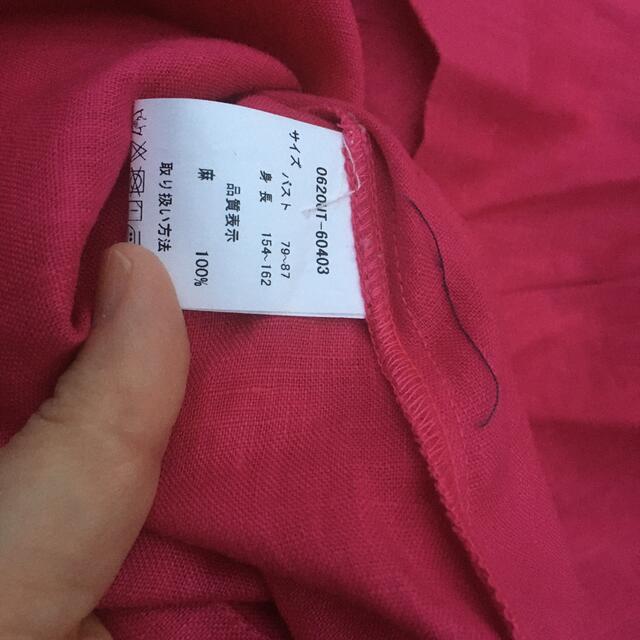 0620UT-60403
サイズ バスト 79~87
身長 154~162
品質表示
麻 100%
取り扱い方法